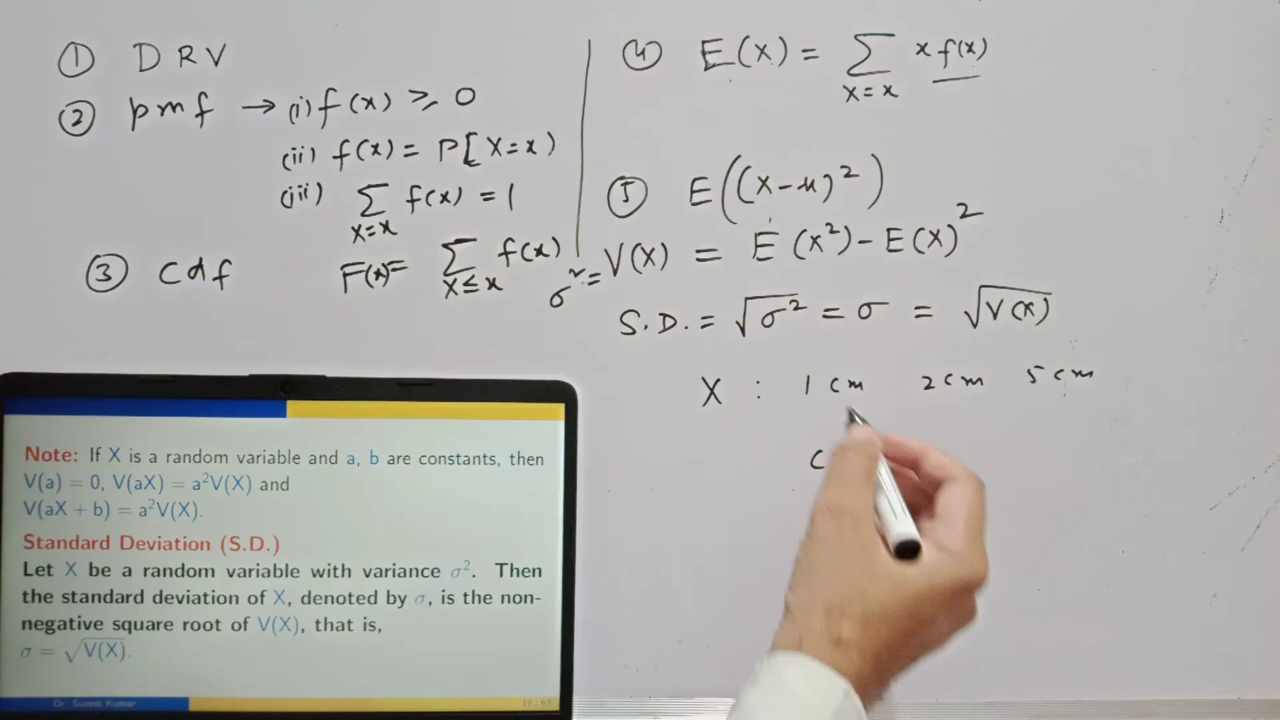 ① DRV
② pmf → (i) f(x) ≥ 0
(ii) f(x) = P[X=x)
(iii) ∑ f(x) = 1
X=x
③ Cdf F(x)= ∑ f(x)
X≤x
④ E(X) = ∑ x f(x)
X=x
⑤ E((X-μ)²)
σ²= V(X) = E(X²) - E(X)²
S.D. = √σ² = σ = √V(X)
X : 1 cm 2 cm 5 cm
C
Note: If X is a random variable and a, b are constants, then
V(a) = 0, V(aX) = a²V(X) and
V(aX + b) = a²V(X).
Standard Deviation (S.D.)
Let X be a random variable with variance σ². Then
the standard deviation of X, denoted by σ, is the non-
negative square root of V(X), that is,
σ = √V(X).
Dr. Suresh Kumar